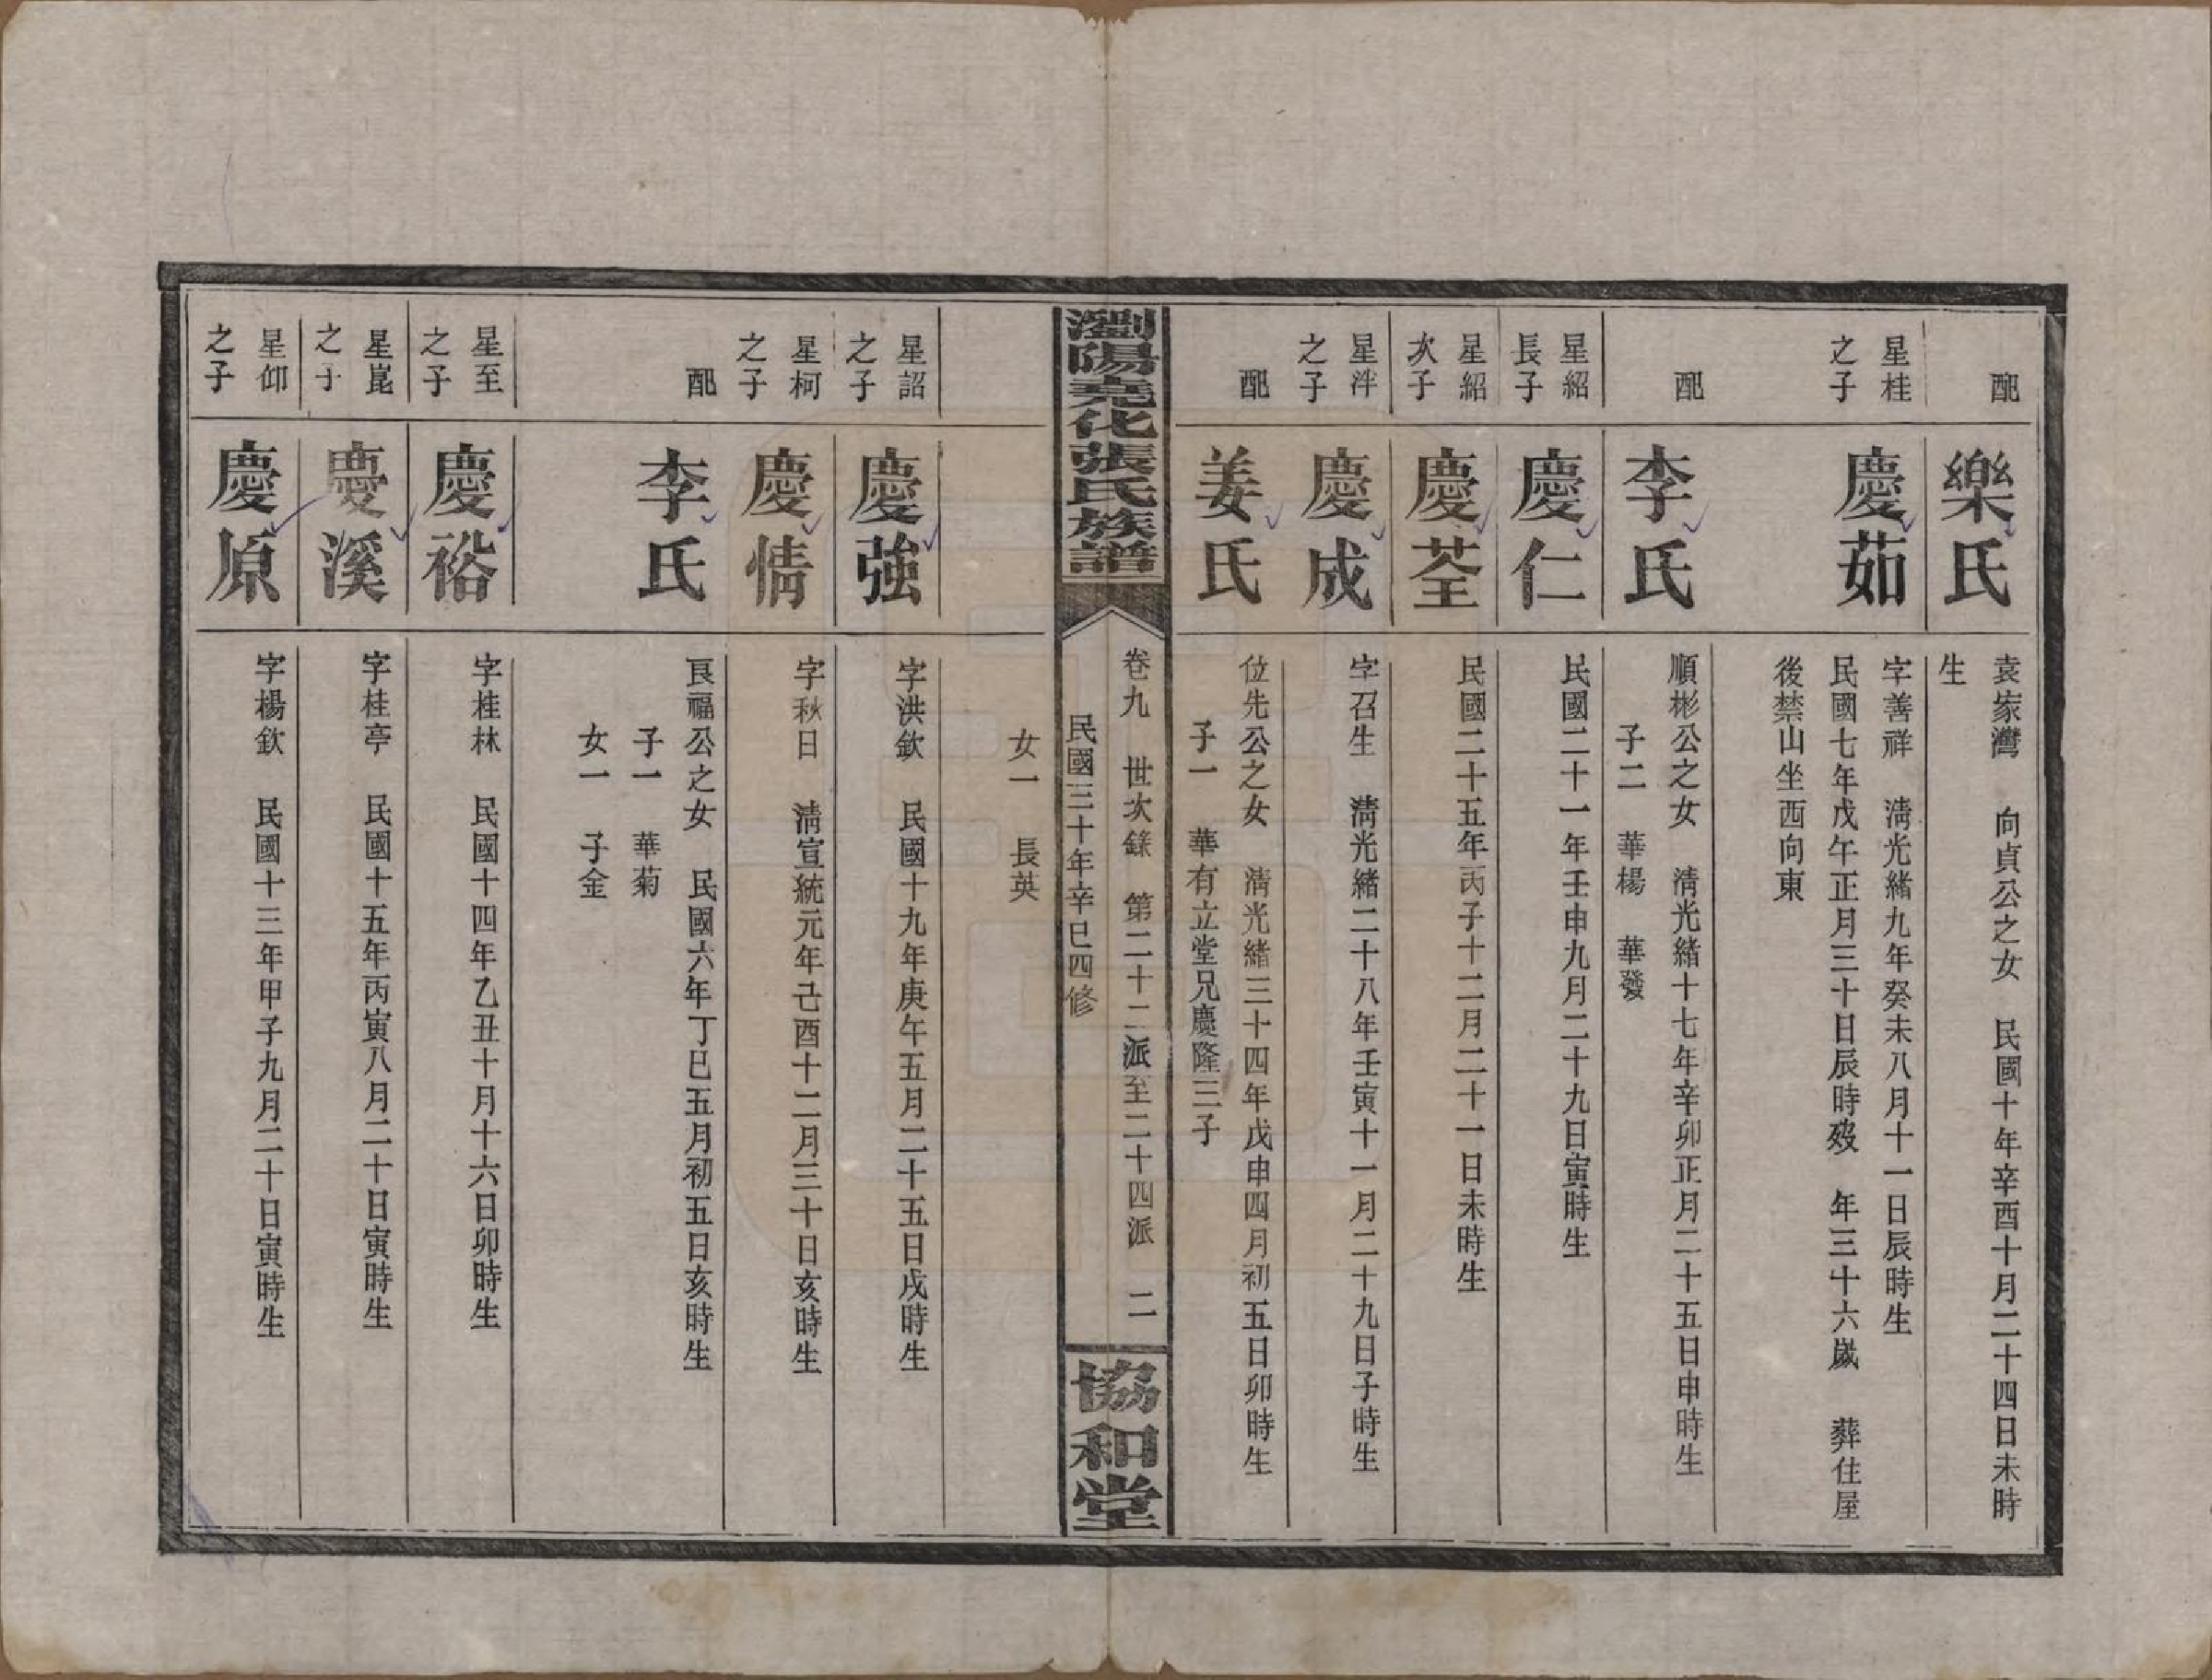 配
樂氏
袁家灣　向貞公之女　民國十年辛酉十月二十四日未時
生
星桂
之子
慶茹
字善祥　淸光緒九年癸未八月十一日辰時生
民國七年戊午正月三十日辰時歿　年三十六歲　葬住屋
後禁山坐西向東
配
李氏
順彬公之女　淸光緒十七年辛卯正月二十五日申時生
子二　華楊　華發
星紹
長子
慶仁
民國二十一年壬申九月二十九日寅時生
星紹
次子
慶荃
民國二十五年丙子十二月二十一日未時生
星泮
之子
慶成
字召生　淸光緒二十八年壬寅十一月二十九日子時生
配
姜氏
位先公之女　淸光緒三十四年戊申四月初五日卯時生
子一　華有立堂兄慶隆三子
瀏陽堯化張氏族譜
卷九　世次錄　第二十二派至二十四派　二
民國三十年辛巳四修
協和堂
女一　長英
星詔
之子
慶強
字洪欽　民國十九年庚午五月二十五日戌時生
星柯
之子
慶情
字秋日　淸宣統元年己酉十二月三十日亥時生
配
李氏
良福公之女　民國六年丁巳五月初五日亥時生
子一　華菊
女一　子金
星至
之子
慶裕
字桂林　民國十四年乙丑十月十六日卯時生
星崑
之子
慶溪
字桂亭　民國十五年丙寅八月二十日寅時生
星仰
之子
慶原
字楊欽　民國十三年甲子九月二十日寅時生